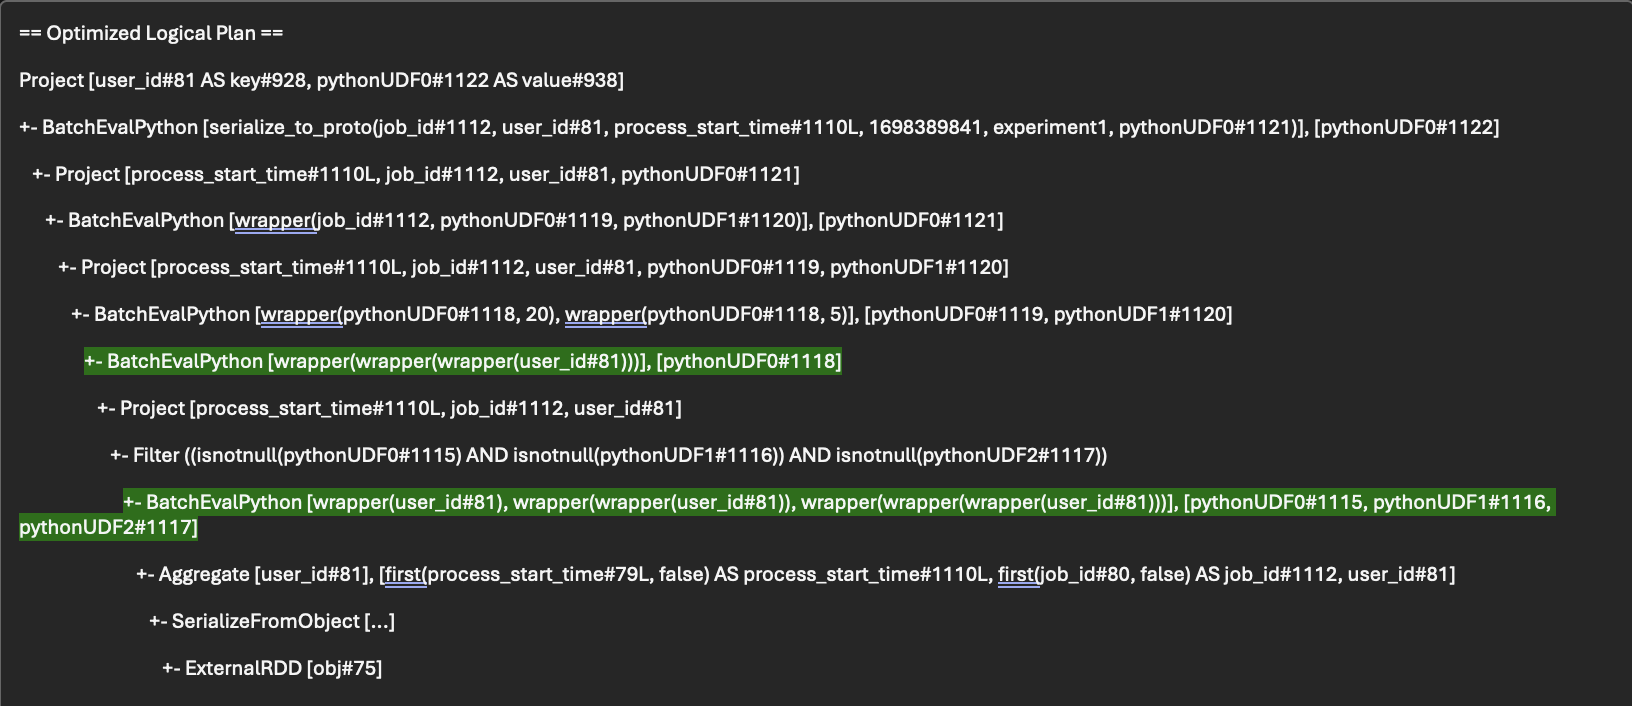 == Optimized Logical Plan ==
Project [user_id#81 AS key#928, pythonUDF0#1122 AS value#938]
+- BatchEvalPython [serialize_to_proto(job_id#1112, user_id#81, process_start_time#1110L, 1698389841, experiment1, pythonUDF0#1121)], [pythonUDF0#1122]
+- Project [process_start_time#1110L, job_id#1112, user_id#81, pythonUDF0#1121]
+- BatchEvalPython [wrapper(job_id#1112, pythonUDF0#1119, pythonUDF1#1120)], [pythonUDF0#1121]
+- Project [process_start_time#1110L, job_id#1112, user_id#81, pythonUDF0#1119, pythonUDF1#1120]
+- BatchEvalPython [wrapper(pythonUDF0#1118, 20), wrapper(pythonUDF0#1118, 5)], [pythonUDF0#1119, pythonUDF1#1120]
+- BatchEvalPython [wrapper(wrapper(wrapper(user_id#81)))], [pythonUDF0#1118]
+- Project [process_start_time#1110L, job_id#1112, user_id#81]
+- Filter ((isnotnull(pythonUDF0#1115) AND isnotnull(pythonUDF1#1116)) AND isnotnull(pythonUDF2#1117))
+- BatchEvalPython [wrapper(user_id#81), wrapper(wrapper(user_id#81)), wrapper(wrapper(wrapper(user_id#81)))], [pythonUDF0#1115, pythonUDF1#1116,
pythonUDF2#1117]
+- Aggregate [user_id#81], [first(process_start_time#79L, false) AS process_start_time#1110L, first(job_id#80, false) AS job_id#1112, user_id#81]
+- SerializeFromObject [...]
+- ExternalRDD [obj#75]